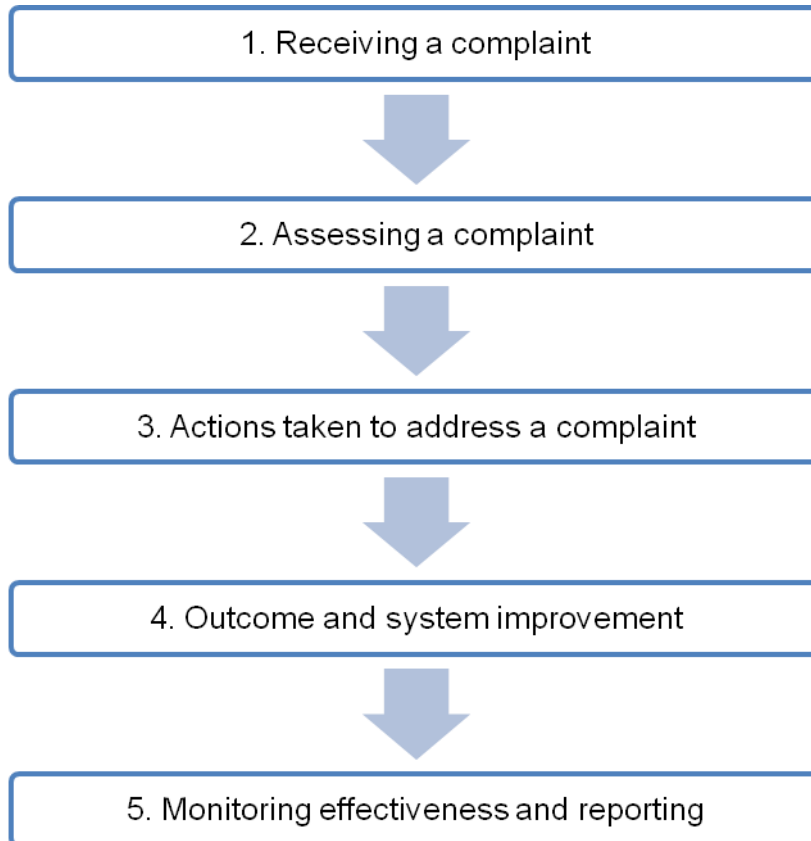 1. Receiving a complaint
2. Assessing a complaint
3. Actions taken to address a complaint
4. Outcome and system improvement
5. Monitoring effectiveness and reporting